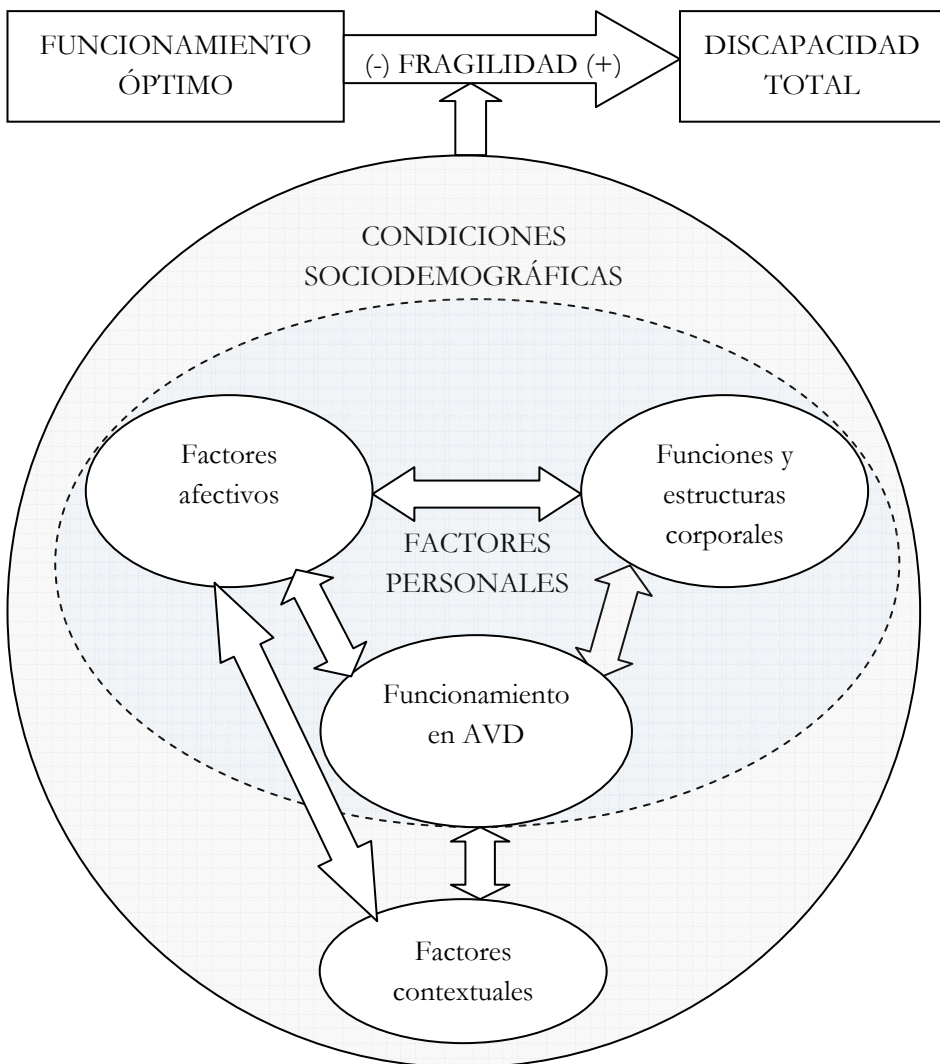 FUNCIONAMIENTO
ÓPTIMO
(-) FRAGILIDAD (+)
DISCAPACIDAD
TOTAL
CONDICIONES
SOCIODEMOGRÁFICAS
Factores
afectivos
Funciones y
estructuras
corporales
FACTORES
PERSONALES
Funcionamiento
en AVD
Factores
contextuales